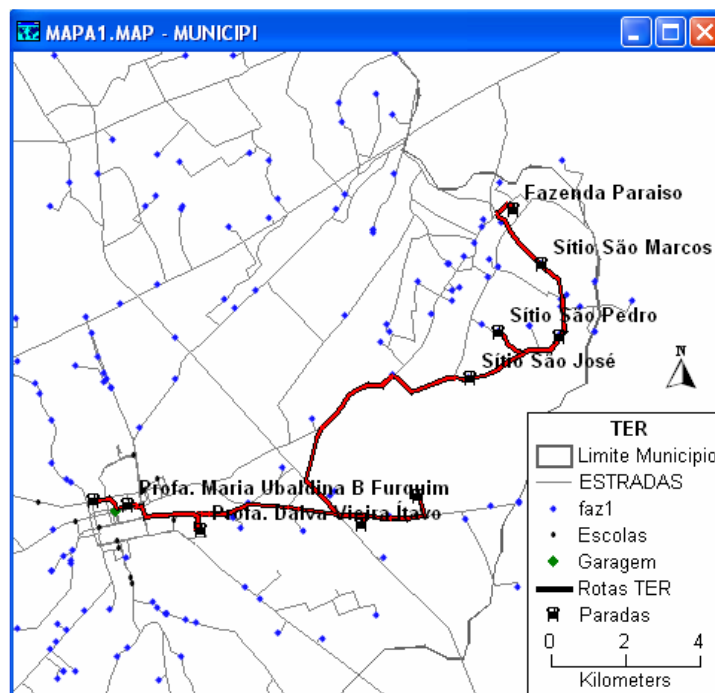 MAPA1.MAP - MUNICIPI
Fazenda Paraiso
Sítio São Marcos
Sítio São Pedro
Sítio São José
N
Profa. Maria Ubaldina B Furquim
Profa. Dalva Vieira Ítavo
TER
Limite Municipio
ESTRADAS
faz1
Escolas
Garagem
Rotas TER
Paradas
0 2 4
Kilometers